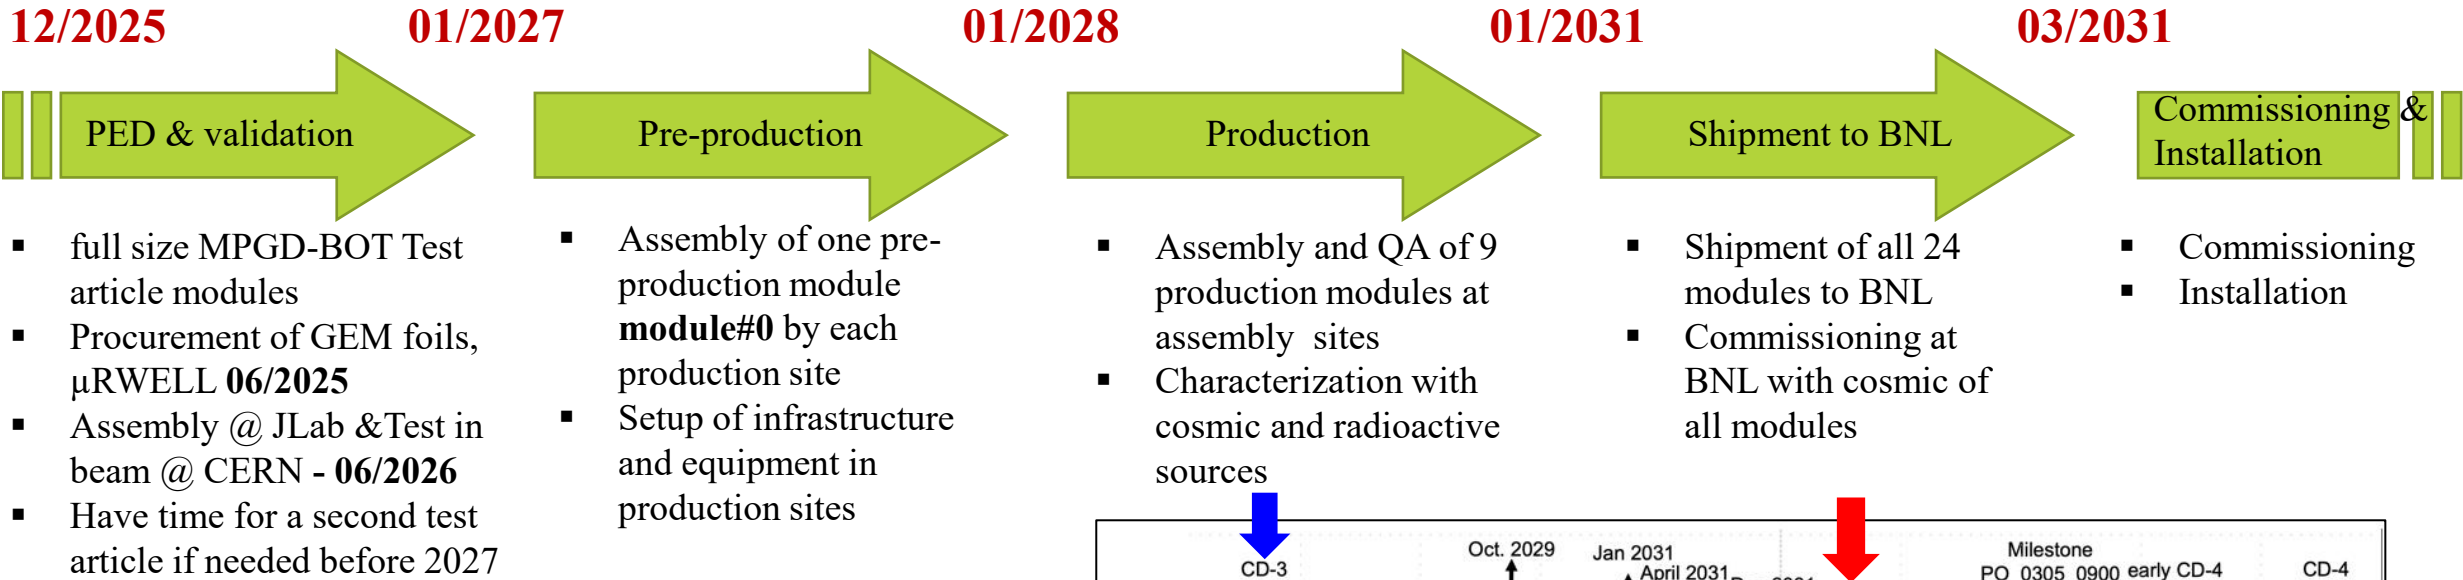 12/2025
01/2027
01/2028
01/2031
03/2031
PED & validation
Pre-production
Production
Shipment to BNL
Commissioning &
Installation
▪ full size MPGD-BOT Test
article modules
▪ Procurement of GEM foils,
µRWELL 06/2025
▪ Assembly @ JLab &Test in
beam @ CERN - 06/2026
▪ Have time for a second test
article if needed before 2027
▪ Assembly of one pre-
production module
module#0 by each
production site
▪ Setup of infrastructure
and equipment in
production sites
▪ Assembly and QA of 9
production modules at
assembly sites
▪ Characterization with
cosmic and radioactive
sources
▪ Shipment of all 24
modules to BNL
▪ Commissioning at
BNL with cosmic of
all modules
▪ Commissioning
▪ Installation
CD-3
Oct. 2029
Jan 2031
April 2031
Milestone
PO_0305_0900
early CD-4
CD-4